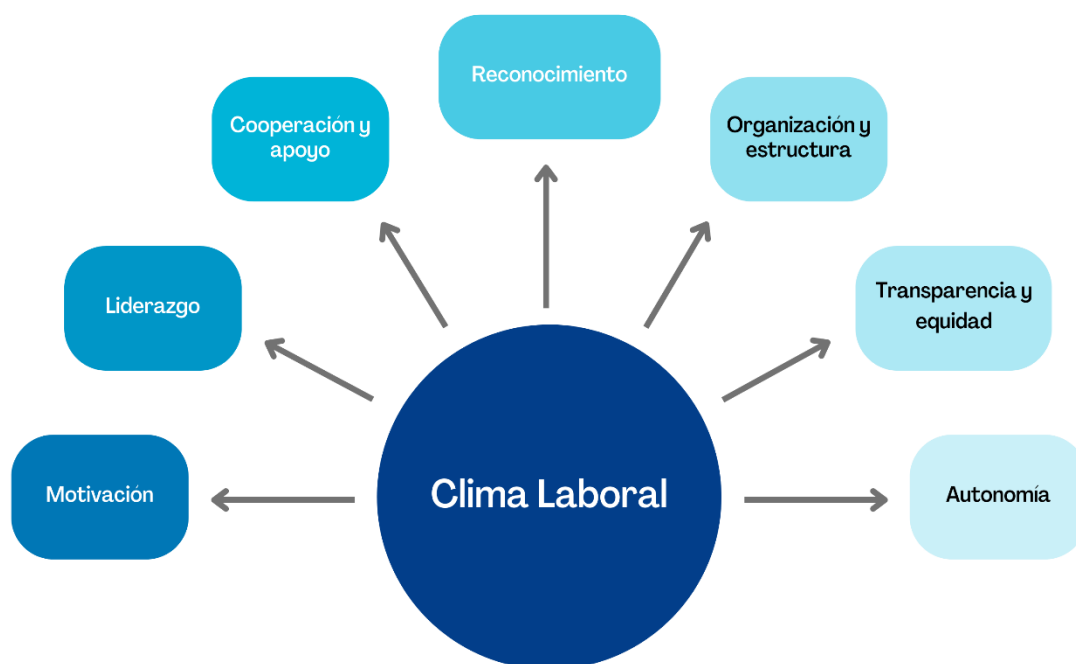 Reconocimiento
Cooperación y
apoyo
Organización y
estructura
Liderazgo
Transparencia y
equidad
Motivación
Clima Laboral
Autonomía